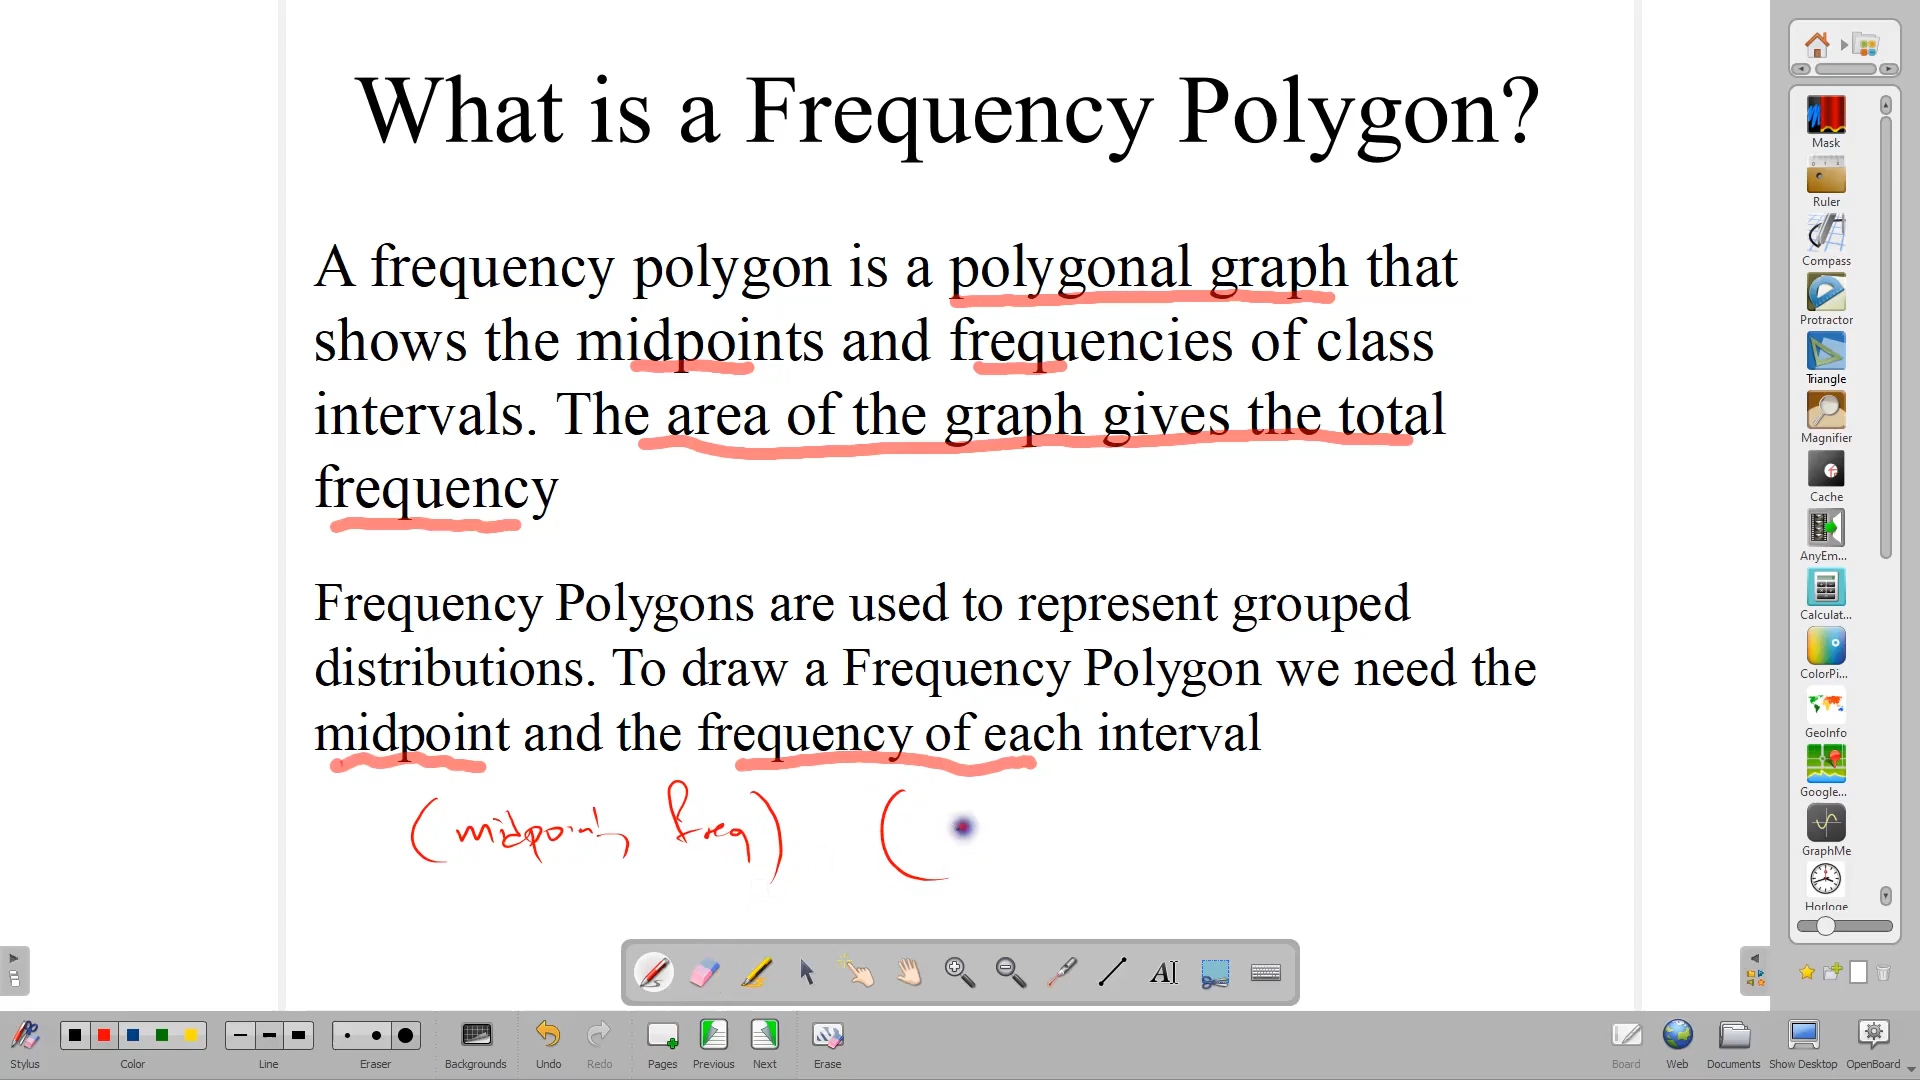 What is a Frequency Polygon?
A frequency polygon is a polygonal graph that
shows the midpoints and frequencies of class
intervals. The area of the graph gives the total
frequency
Frequency Polygons are used to represent grouped
distributions. To draw a Frequency Polygon we need the
midpoint and the frequency of each interval
(midpoint, freq) (
Mask
Ruler
Compass
Protractor
Triangle
Magnifier
Cache
AnyEm...
Calculat...
ColorPi...
GeoInfo
Google...
GraphMe
Horloge
Stylus
Color
Line
Eraser
Backgrounds
Undo
Redo
Pages
Previous
Next
Erase
Board
Web
Documents
Show Desktop
OpenBoard